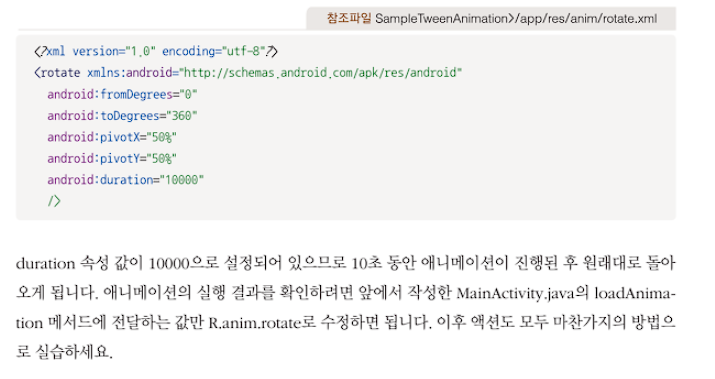 참조파일 SampleTweenAnimation>/app/res/anim/rotate.xml
<?xml version="1.0" encoding="utf-8"?>
<rotate xmlns:android="http://schemas.android.com/apk/res/android"
android:fromDegrees="0"
android:toDegrees="360"
android:pivotX="50%"
android:pivotY="50%"
android:duration="10000"
/>
duration 속성 값이 10000으로 설정되어 있으므로 10초 동안 애니메이션이 진행된 후 원래대로 돌아
오게 됩니다. 애니메이션의 실행 결과를 확인하려면 앞에서 작성한 MainActivity.java의 loadAnima-
tion 메서드에 전달하는 값만 R.anim.rotate로 수정하면 됩니다. 이후 액션도 모두 마찬가지의 방법으
로 실습하세요.